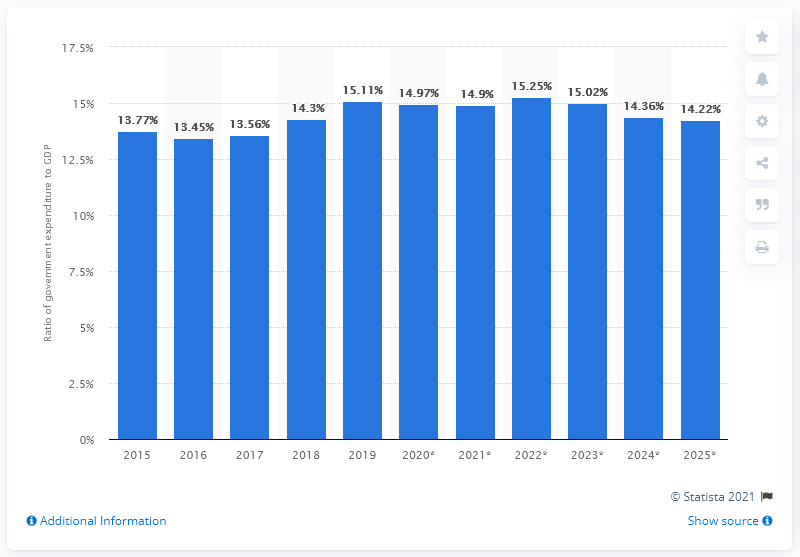 17.5%
15%
12.5%
10%
7.5%
5%
2.5%
0%
Ratio of government expenditure to GDP
13.77% 13.45% 13.56% 14.3% 15.11% 14.97% 14.9% 15.25% 15.02% 14.36% 14.22%
2015 2016 2017 2018 2019 2020* 2021* 2022* 2023* 2024* 2025*
© Statista 2021
Additional Information Show source